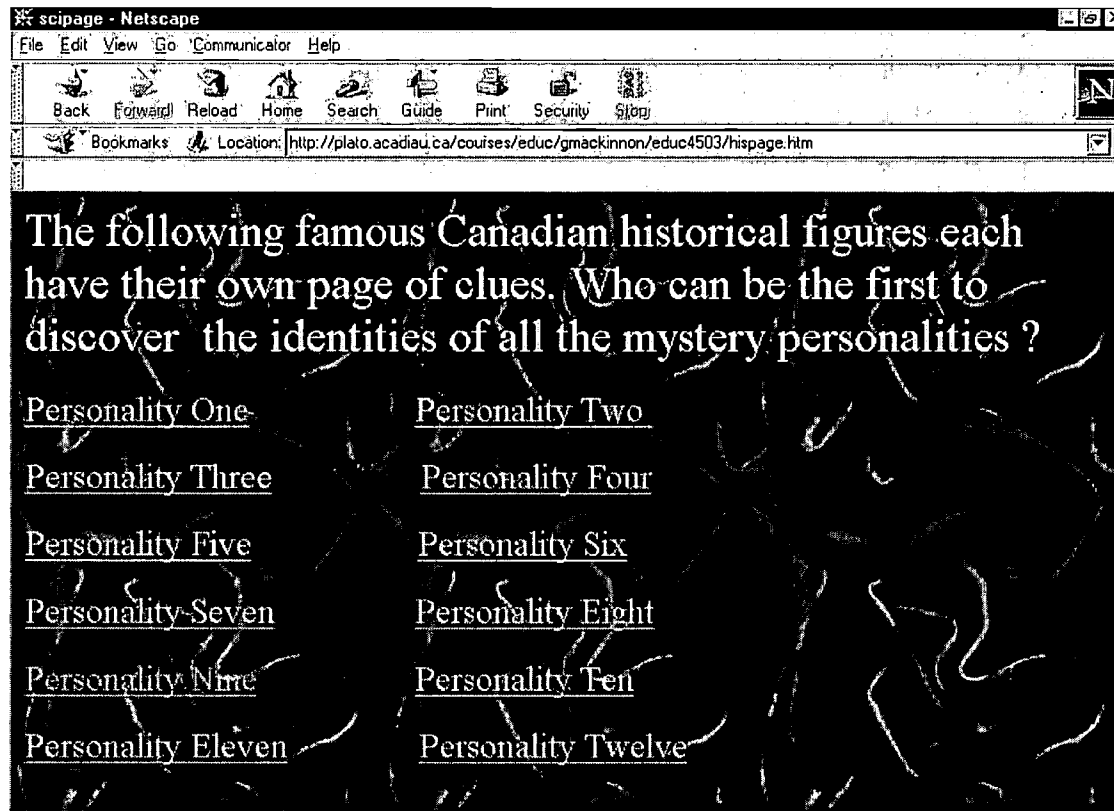 scipage - Netscape
File Edit View Go Communicator Help
Back Forward Reload Home Search Guide Print Security Stop
Bookmarks Location: http://plato.acadiau.ca/courses/educ/gmackinnon/educ4503/hispage.htm
The following famous Canadian historical figures each
have their own page of clues. Who can be the first to
discover the identities of all the mystery personalities ?
Personality One Personality Two
Personality Three Personality Four
Personality Five Personality Six
Personality Seven Personality Eight
Personality Nine Personality Ten
Personality Eleven Personality Twelve